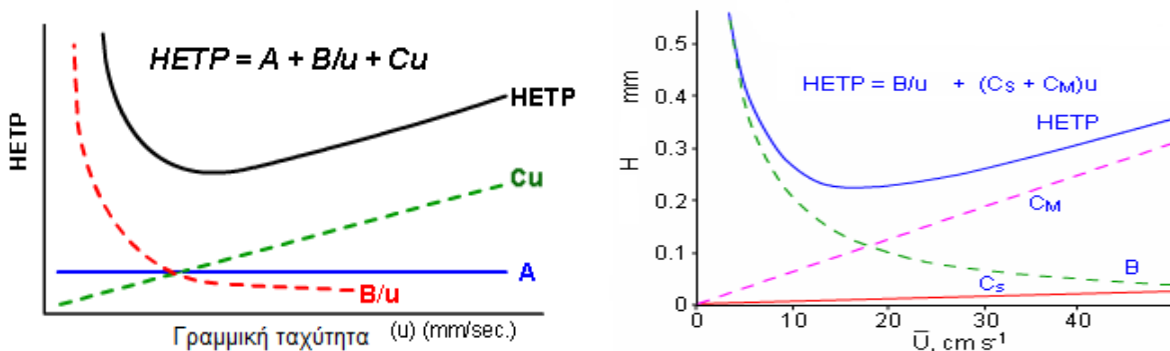 HETP = A + B/u + Cu
HETP
HETP
Cu
A
B/u
Γραμμική ταχύτητα (u) (mm/sec.)
0.5
mm
HETP = B/u + (Cs + CM)u
0.4
HETP
0.3
H
0.2
CM
0.1
B
Cs
0
0 10 20 30 40
U̅, cm s⁻¹